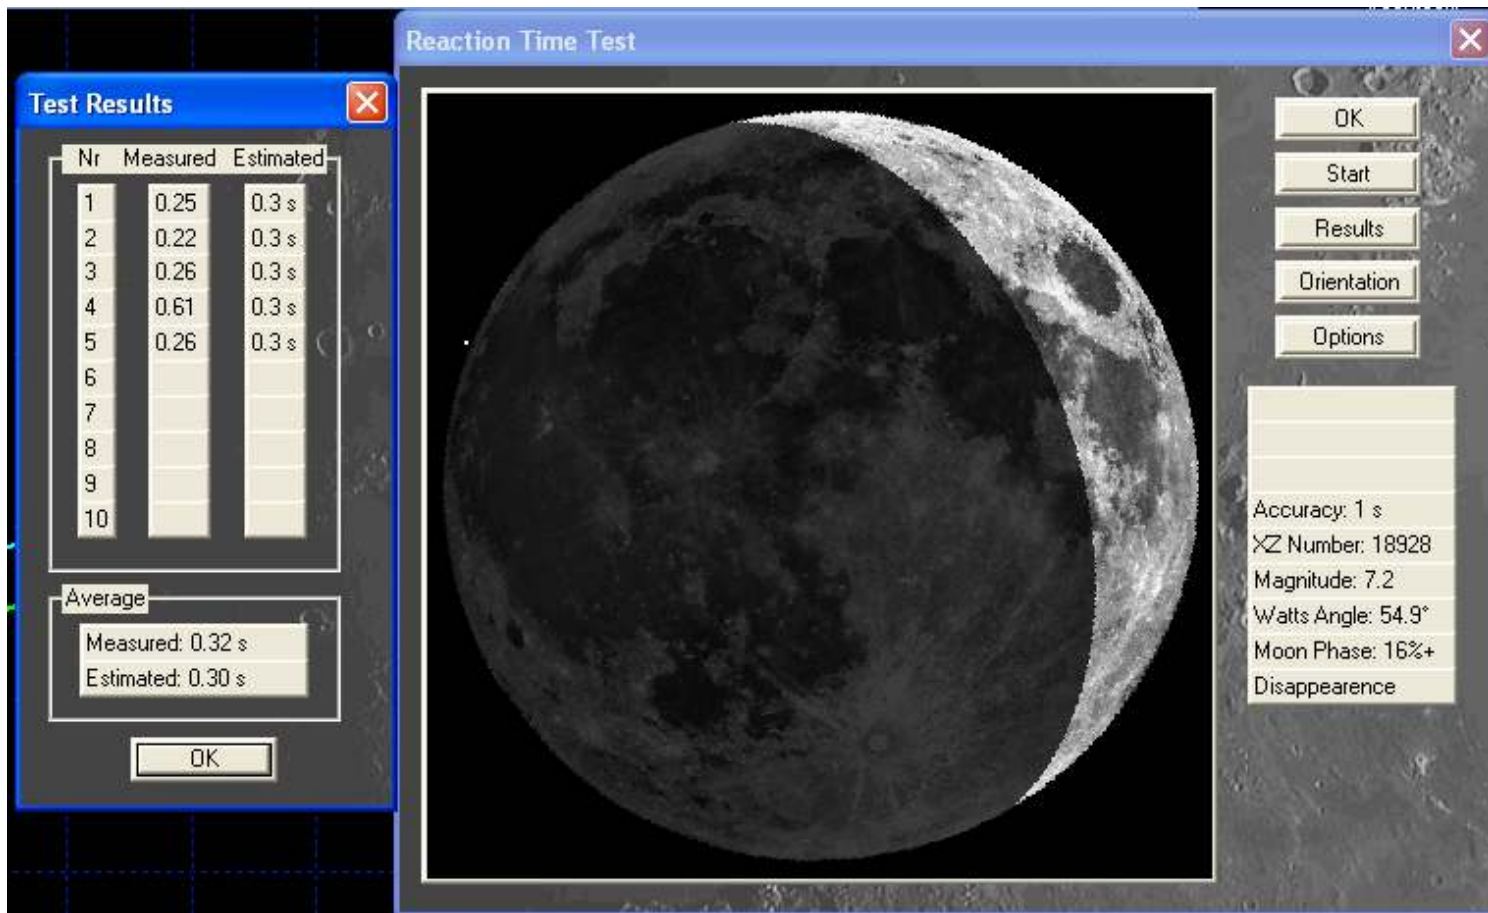 Reaction Time Test
Test Results
Nr Measured Estimated
1 0.25 0.3 s
2 0.22 0.3 s
3 0.26 0.3 s
4 0.61 0.3 s
5 0.26 0.3 s
6
7
8
9
10
Average
Measured: 0.32 s
Estimated: 0.30 s
OK
OK
Start
Results
Orientation
Options
Accuracy: 1 s
XZ Number: 18928
Magnitude: 7.2
Watts Angle: 54.9°
Moon Phase: 16%+
Disappearence